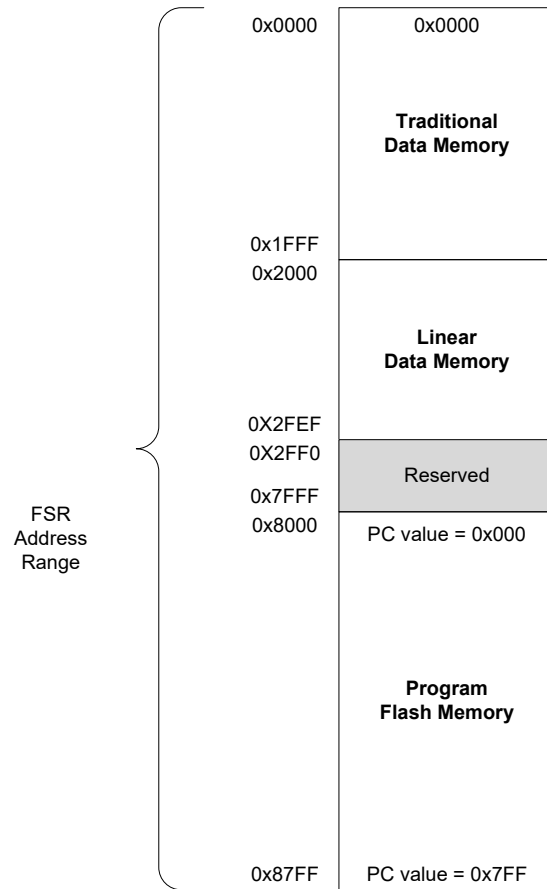 0x0000 0x0000
Traditional
Data Memory
0x1FFF
0x2000
Linear
Data Memory
0X2FEF
0X2FF0
Reserved
0x7FFF
FSR
Address
Range
0x8000 PC value = 0x000
Program
Flash Memory
0x87FF PC value = 0x7FF